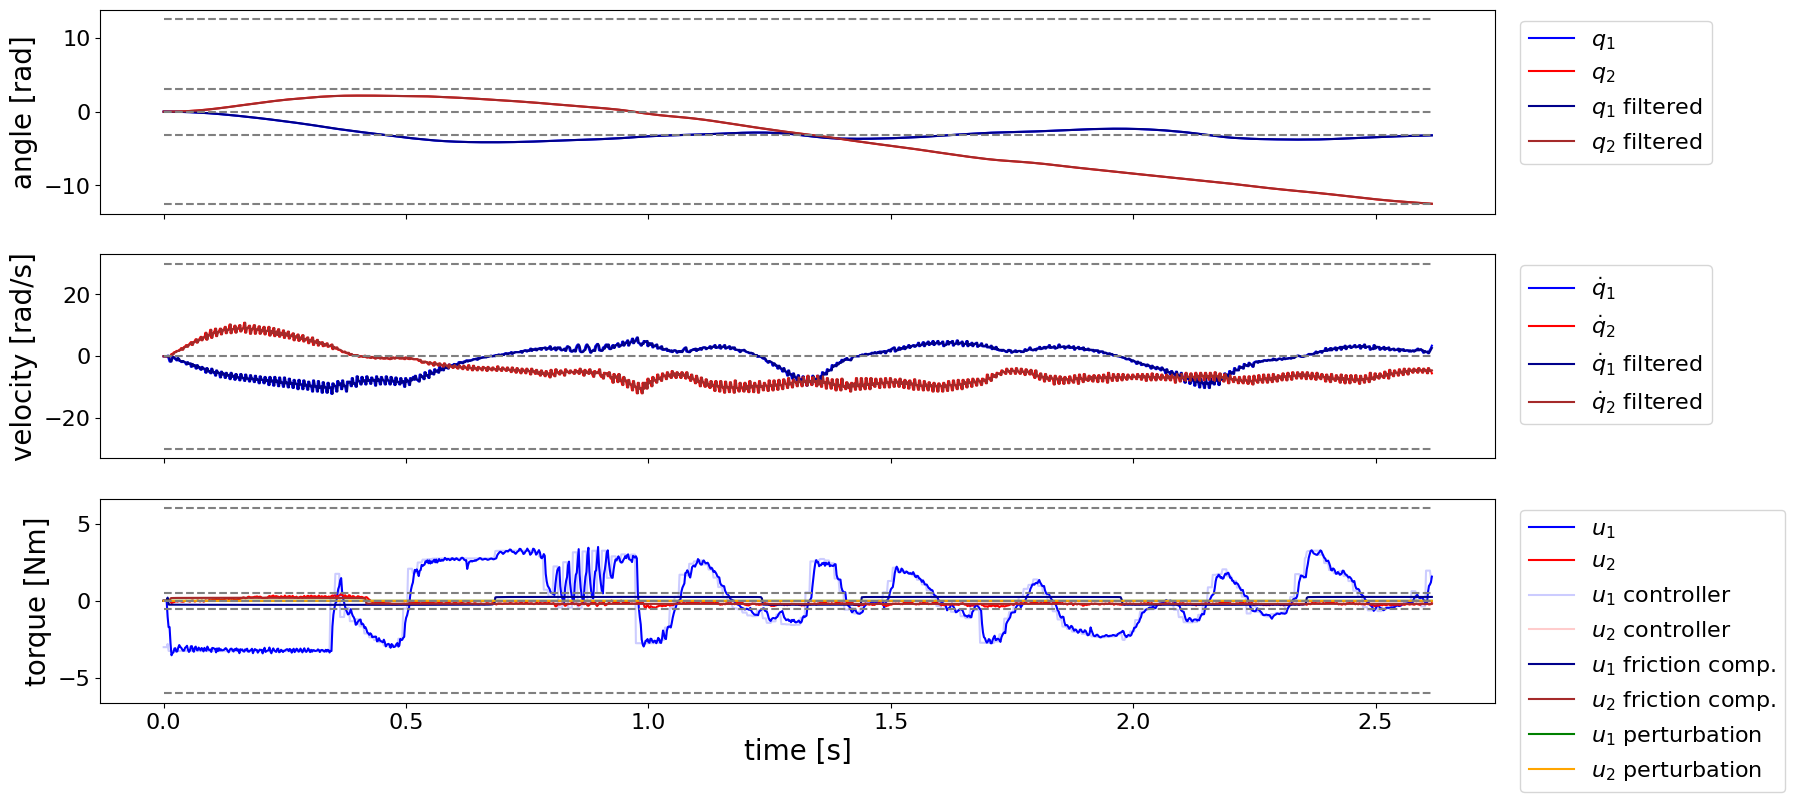 angle [rad]
10
0
−10
q₁
q₂
q₁ filtered
q₂ filtered
velocity [rad/s]
20
0
−20
q̇₁
q̇₂
q̇₁ filtered
q̇₂ filtered
torque [Nm]
5
0
−5
0.0 0.5 1.0 1.5 2.0 2.5
time [s]
u₁
u₂
u₁ controller
u₂ controller
u₁ friction comp.
u₂ friction comp.
u₁ perturbation
u₂ perturbation